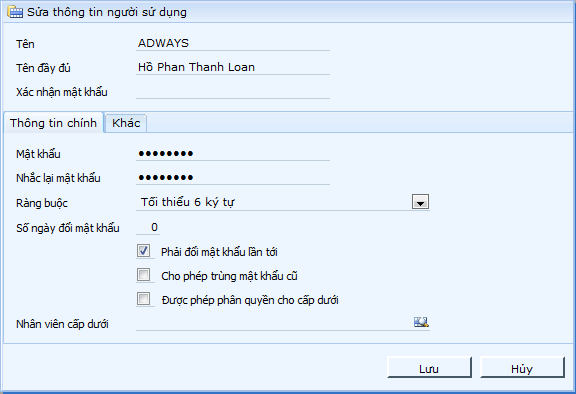 Sửa thông tin người sử dụng
Tên ADWAYS
Tên đầy đủ Hồ Phan Thanh Loan
Xác nhận mật khẩu
Thông tin chính Khác
Mật khẩu ••••••••
Nhắc lại mật khẩu ••••••••
Ràng buộc Tối thiểu 6 ký tự
Số ngày đổi mật khẩu 0
Phải đổi mật khẩu lần tới
Cho phép trùng mật khẩu cũ
Được phép phân quyền cho cấp dưới
Nhân viên cấp dưới
Lưu Hủy